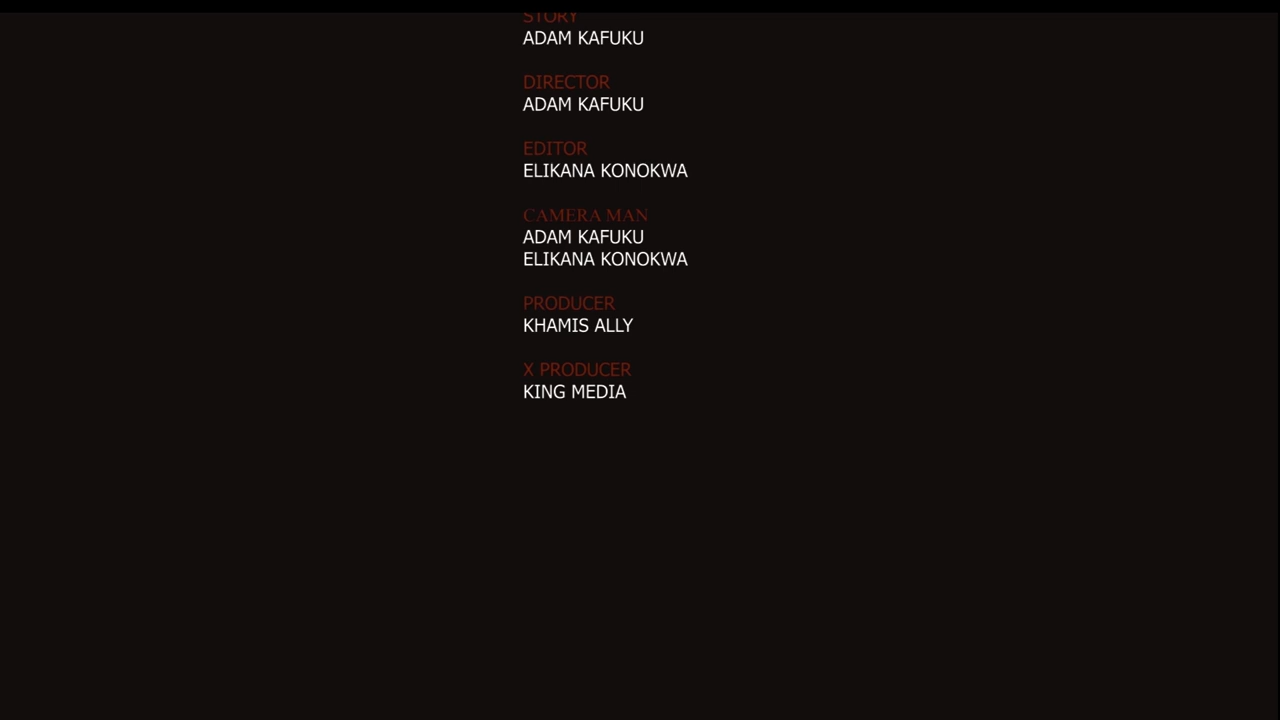 STORY
ADAM KAFUKU
DIRECTOR
ADAM KAFUKU
EDITOR
ELIKANA KONOKWA
CAMERA MAN
ADAM KAFUKU
ELIKANA KONOKWA
PRODUCER
KHAMIS ALLY
X PRODUCER
KING MEDIA